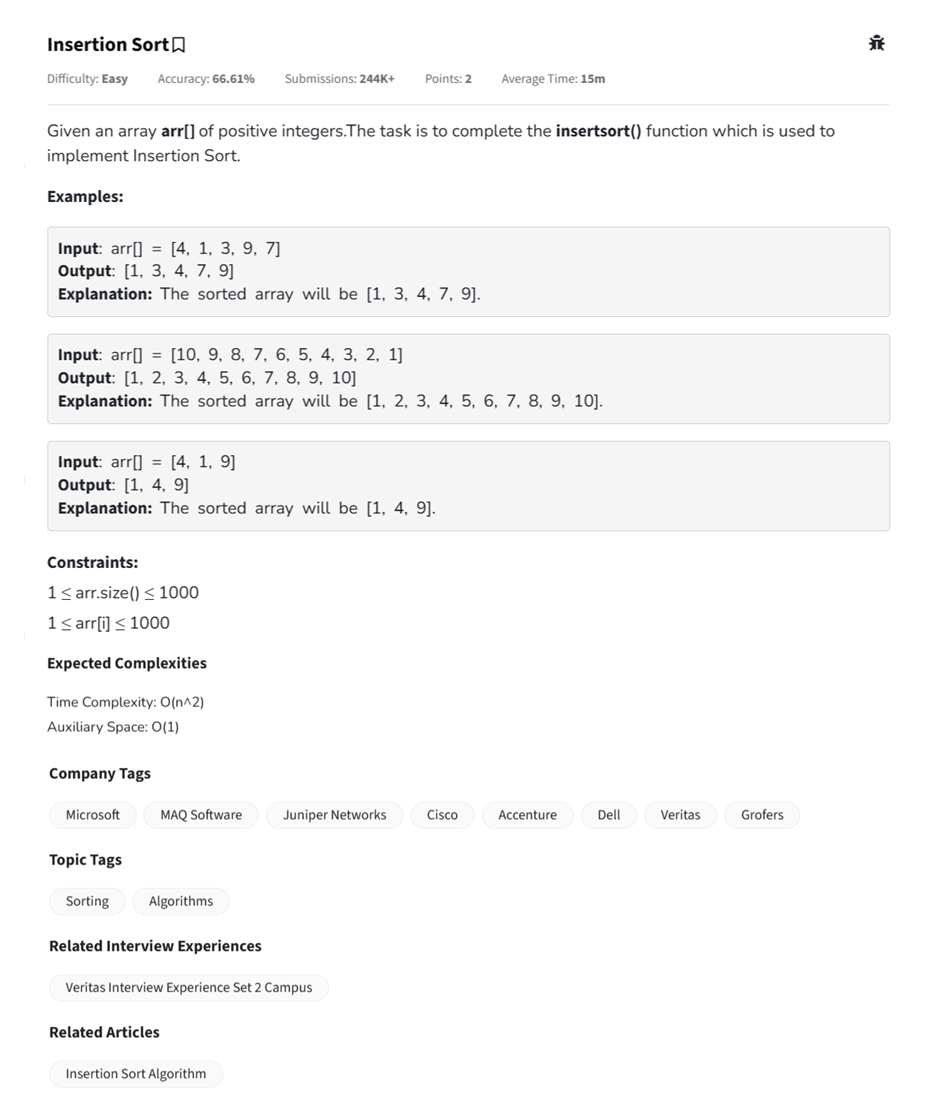 Insertion Sort
Difficulty: Easy Accuracy: 66.61% Submissions: 244K+ Points: 2 Average Time: 15m
Given an array arr[] of positive integers.The task is to complete the insertsort() function which is used to
implement Insertion Sort.
Examples:
Input: arr[] = [4, 1, 3, 9, 7]
Output: [1, 3, 4, 7, 9]
Explanation: The sorted array will be [1, 3, 4, 7, 9].
Input: arr[] = [10, 9, 8, 7, 6, 5, 4, 3, 2, 1]
Output: [1, 2, 3, 4, 5, 6, 7, 8, 9, 10]
Explanation: The sorted array will be [1, 2, 3, 4, 5, 6, 7, 8, 9, 10].
Input: arr[] = [4, 1, 9]
Output: [1, 4, 9]
Explanation: The sorted array will be [1, 4, 9].
Constraints:
1 ≤ arr.size() ≤ 1000
1 ≤ arr[i] ≤ 1000
Expected Complexities
Time Complexity: O(n^2)
Auxiliary Space: O(1)
Company Tags
Microsoft MAQ Software Juniper Networks Cisco Accenture Dell Veritas Grofers
Topic Tags
Sorting Algorithms
Related Interview Experiences
Veritas Interview Experience Set 2 Campus
Related Articles
Insertion Sort Algorithm